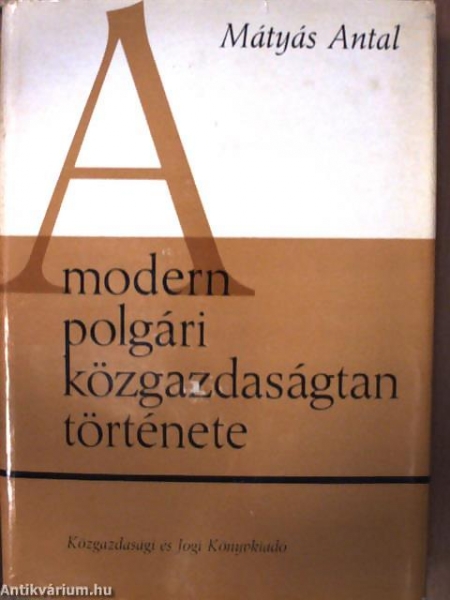 Mátyás Antal
A
modern
polgári
közgazdaságtan
története
Közgazdasági és Jogi Könyvkiadó
Antikvárium.hu